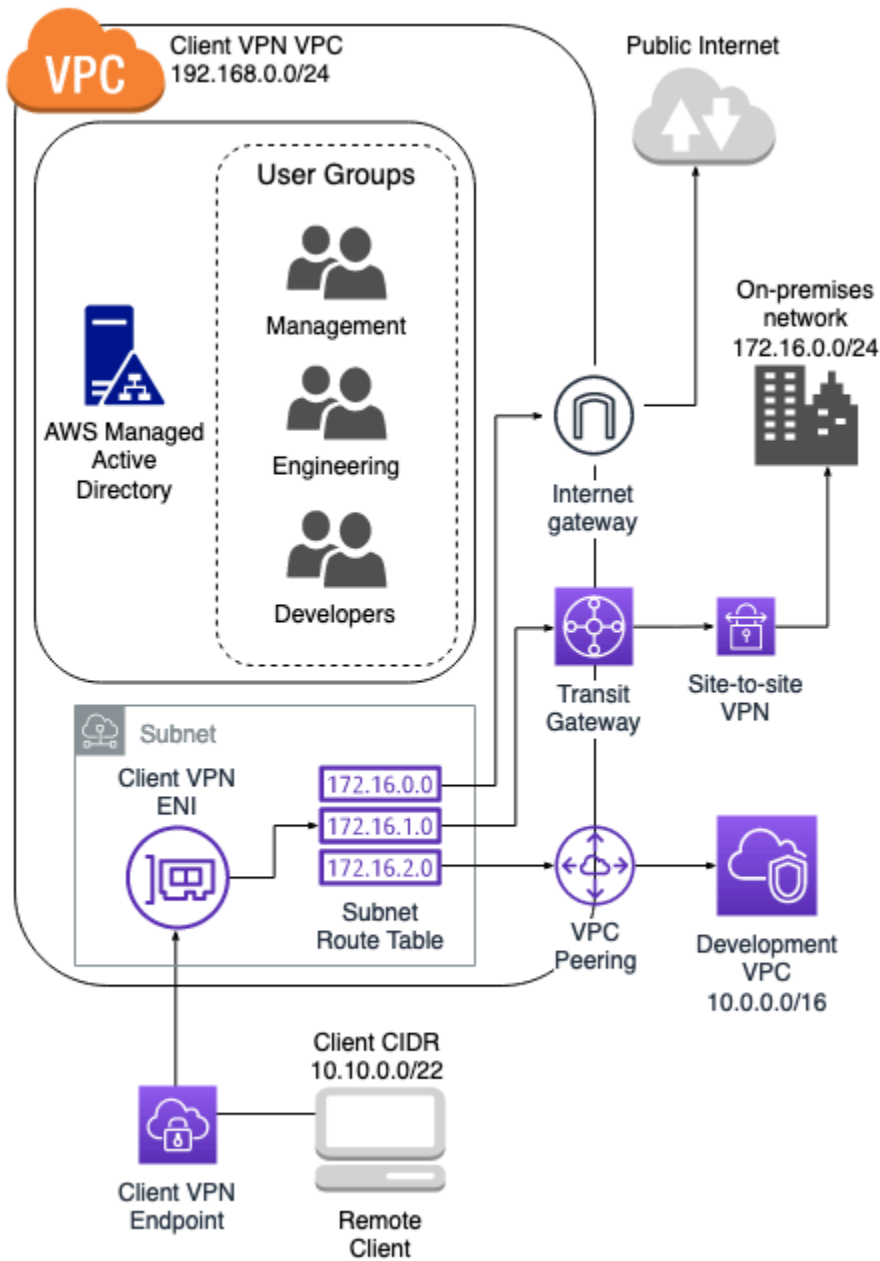 VPC
Client VPN VPC
192.168.0.0/24
Public Internet
User Groups
Management
Engineering
Developers
AWS Managed
Active
Directory
On-premises
network
172.16.0.0/24
Internet
gateway
Transit
Gateway
Site-to-site
VPN
Subnet
Client VPN
ENI
172.16.0.0
172.16.1.0
172.16.2.0
Subnet
Route Table
VPC
Peering
Development
VPC
10.0.0.0/16
Client CIDR
10.10.0.0/22
Client VPN
Endpoint
Remote
Client